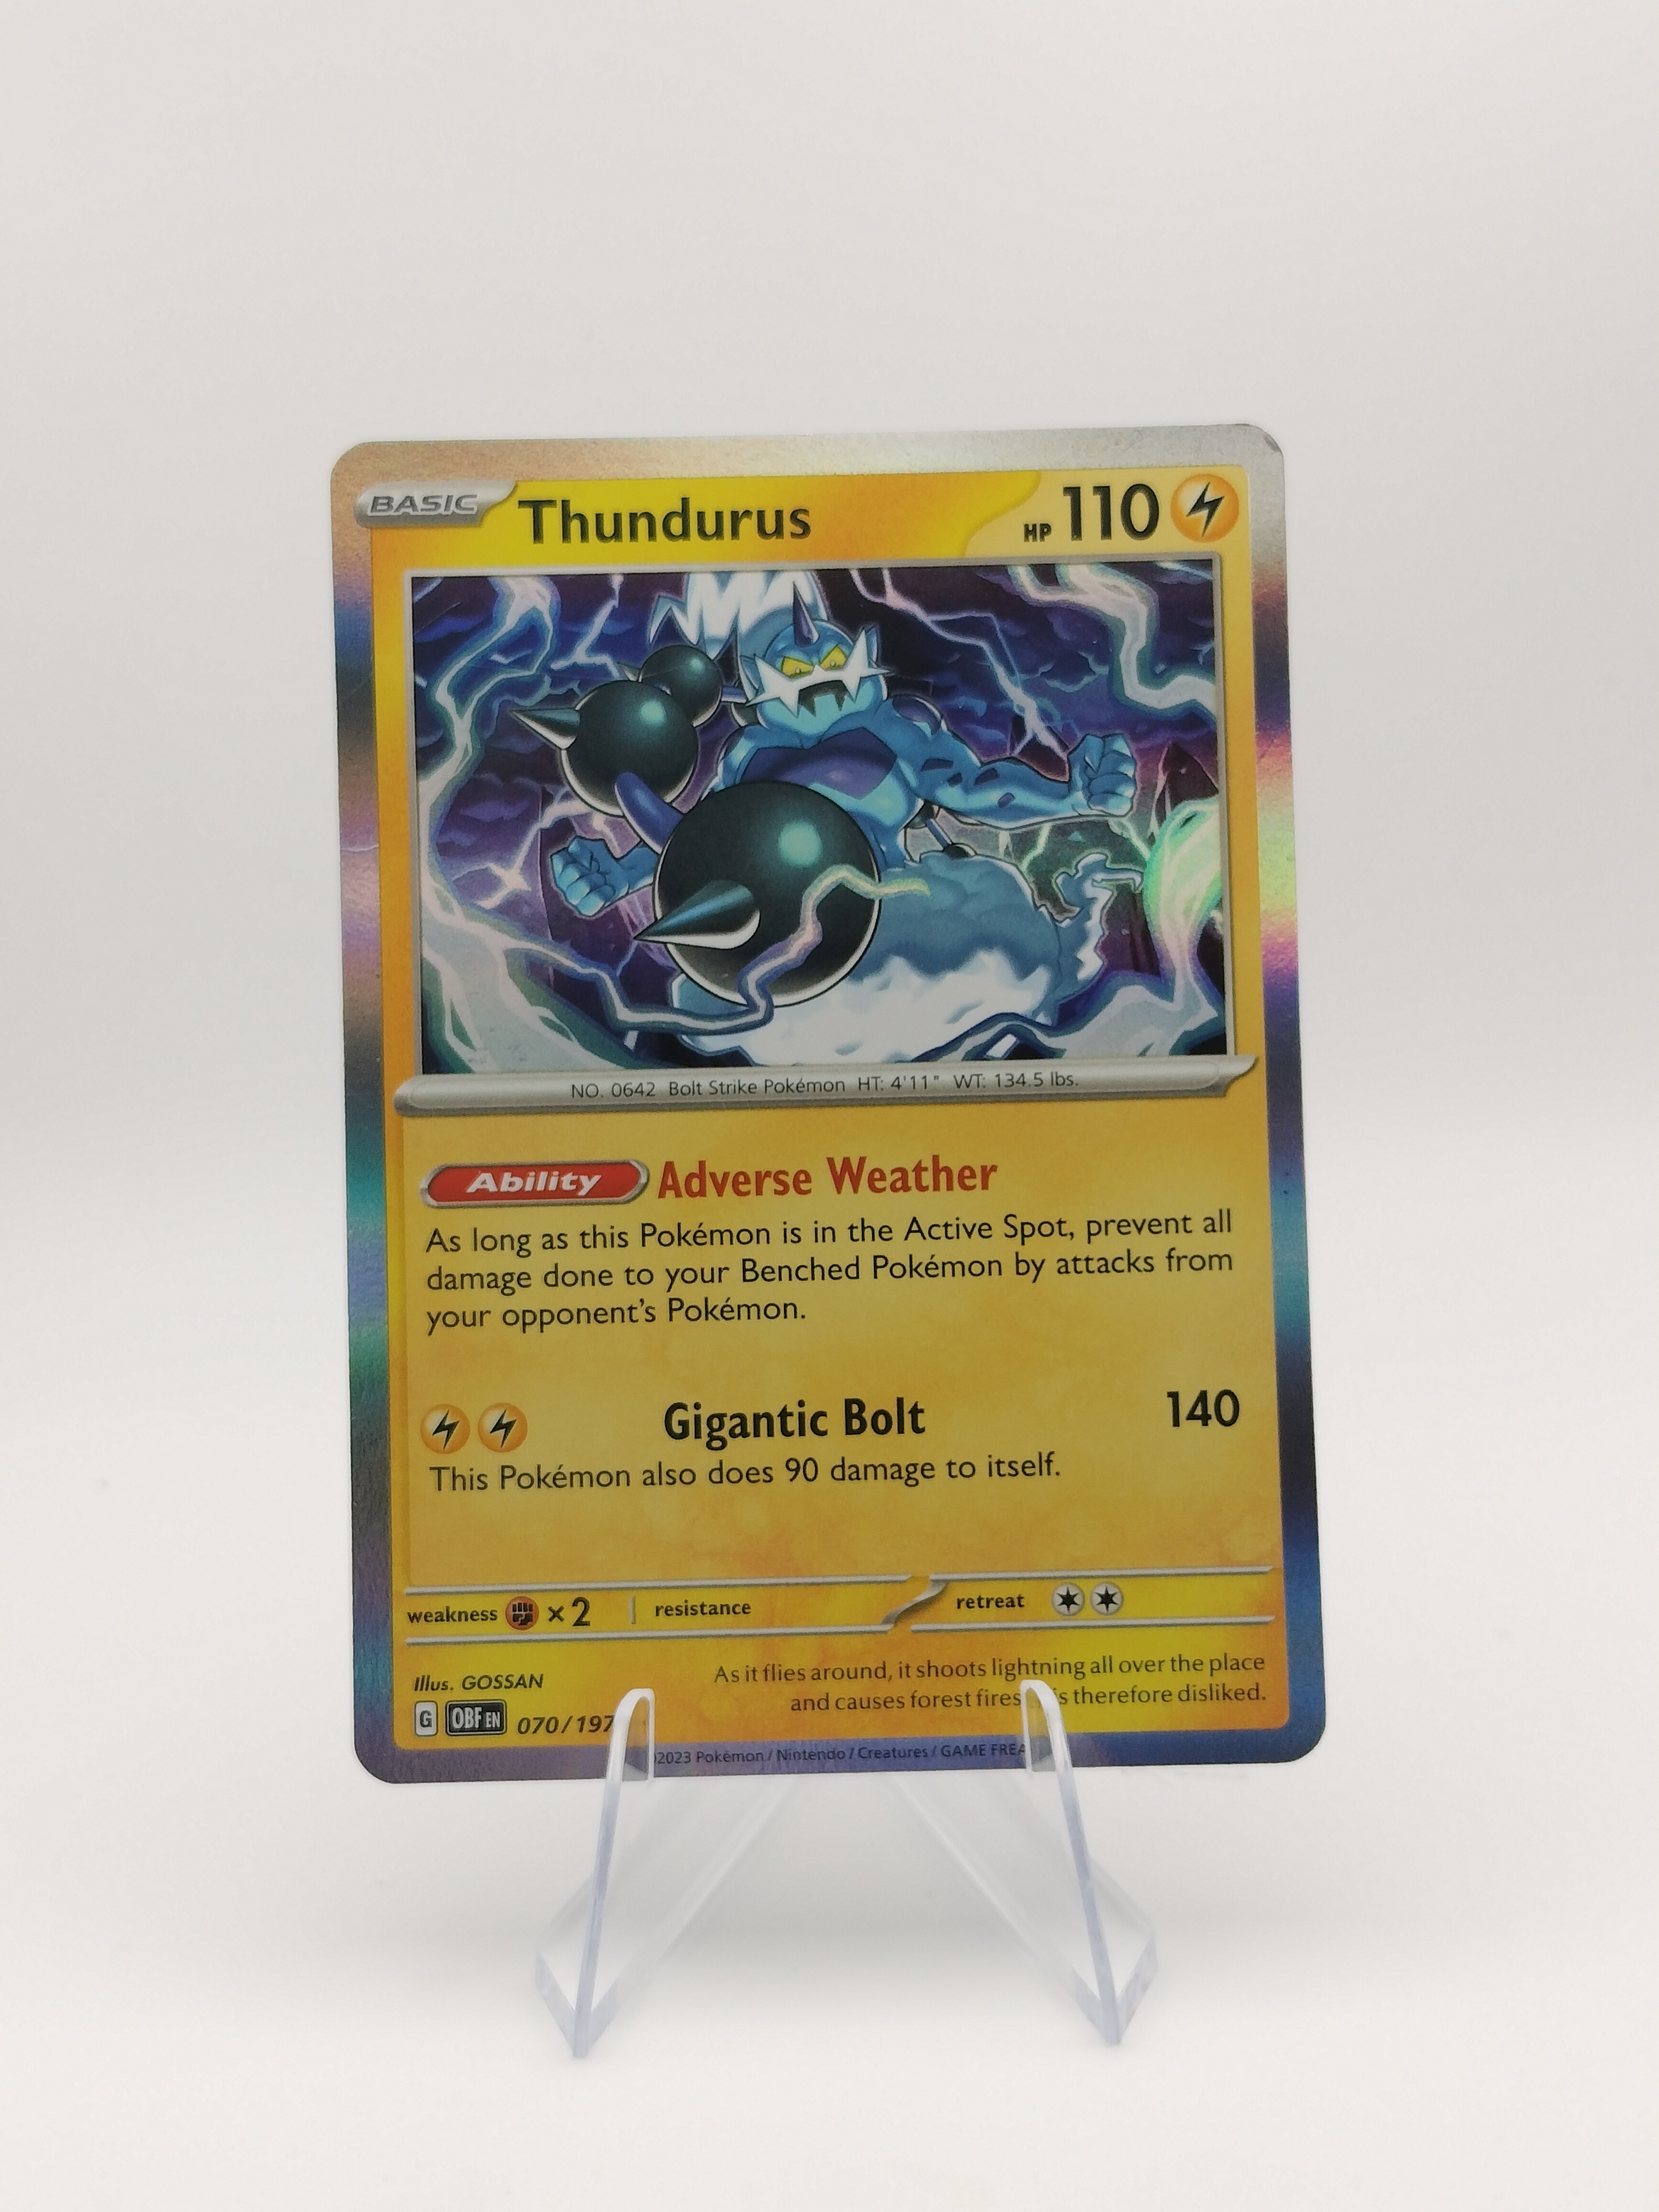 BASIC Thundurus HP 110
NO. 0642 Bolt Strike Pokémon HT: 4'11" WT: 134.5 lbs.
Ability Adverse Weather
As long as this Pokémon is in the Active Spot, prevent all
damage done to your Benched Pokémon by attacks from
your opponent's Pokémon.
Gigantic Bolt 140
This Pokémon also does 90 damage to itself.
weakness ×2 resistance retreat
Illus. GOSSAN
As it flies around, it shoots lightning all over the place
and causes forest fires is therefore disliked.
G OBF EN 070/197
2023 Pokémon / Nintendo / Creatures / GAME